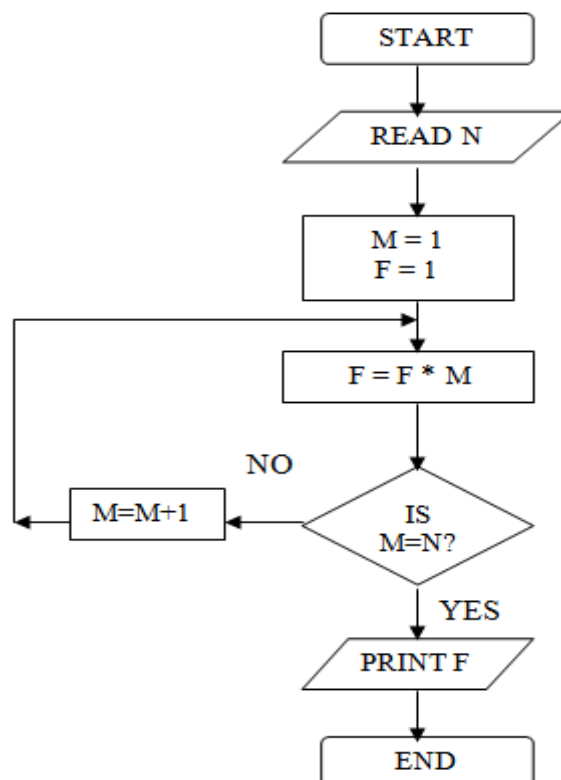 START
READ N
M = 1
F = 1
F = F * M
NO
M=M+1
IS
M=N?
YES
PRINT F
END